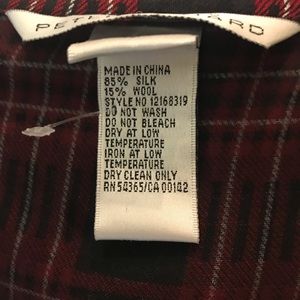 MADE IN CHINA
85% SILK
15% WOOL
STYLE NO 12168319
DO NOT WASH
DO NOT BLEACH
DRY AT LOW
TEMPERATURE
IRON AT LOW
TEMPERATURE
DRY CLEAN ONLY
RN 54365/CA 00142